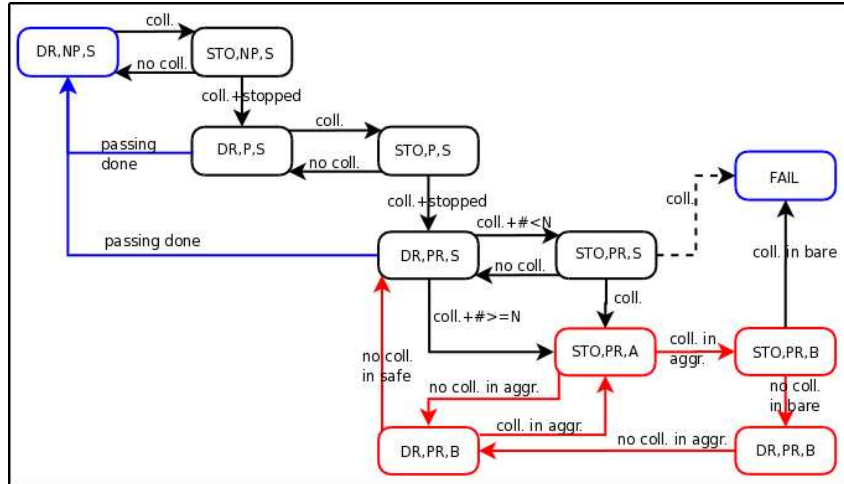 coll.
DR,NP,S
STO,NP,S
no coll.
coll.+stopped
coll.
DR,P,S
STO,P,S
no coll.
passing
done
coll.+stopped
coll.
FAIL
coll.+#<N
passing done
DR,PR,S
no coll.
STO,PR,S
coll. in bare
coll.
coll.+#>=N
STO,PR,A
coll. in
aggr.
STO,PR,B
no coll.
in safe
no coll. in aggr.
no coll.
in bare
coll. in aggr.
no coll. in aggr.
DR,PR,B
DR,PR,B